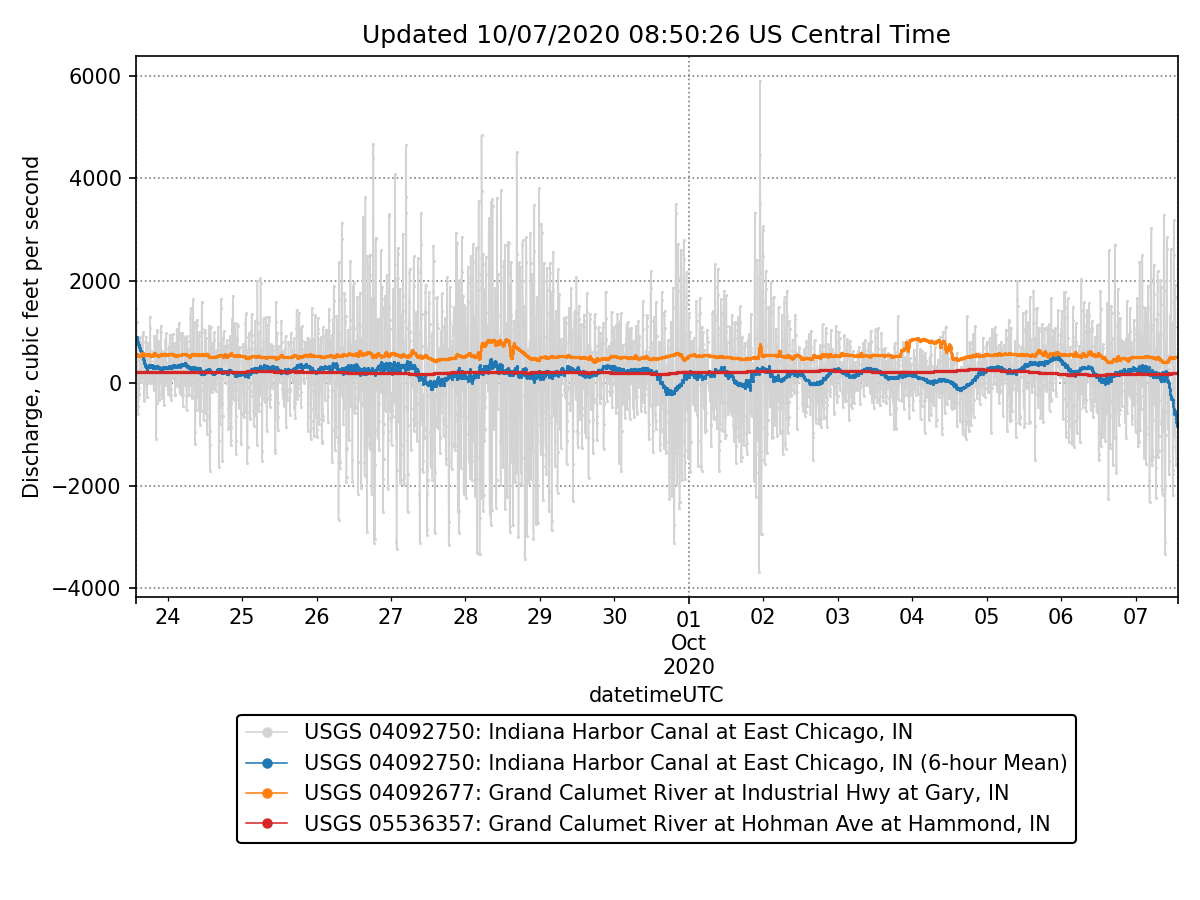 Updated 10/07/2020 08:50:26 US Central Time
Discharge, cubic feet per second
6000
4000
2000
0
−2000
−4000
24 25 26 27 28 29 30 01 02 03 04 05 06 07
Oct
2020
datetimeUTC
USGS 04092750: Indiana Harbor Canal at East Chicago, IN
USGS 04092750: Indiana Harbor Canal at East Chicago, IN (6-hour Mean)
USGS 04092677: Grand Calumet River at Industrial Hwy at Gary, IN
USGS 05536357: Grand Calumet River at Hohman Ave at Hammond, IN